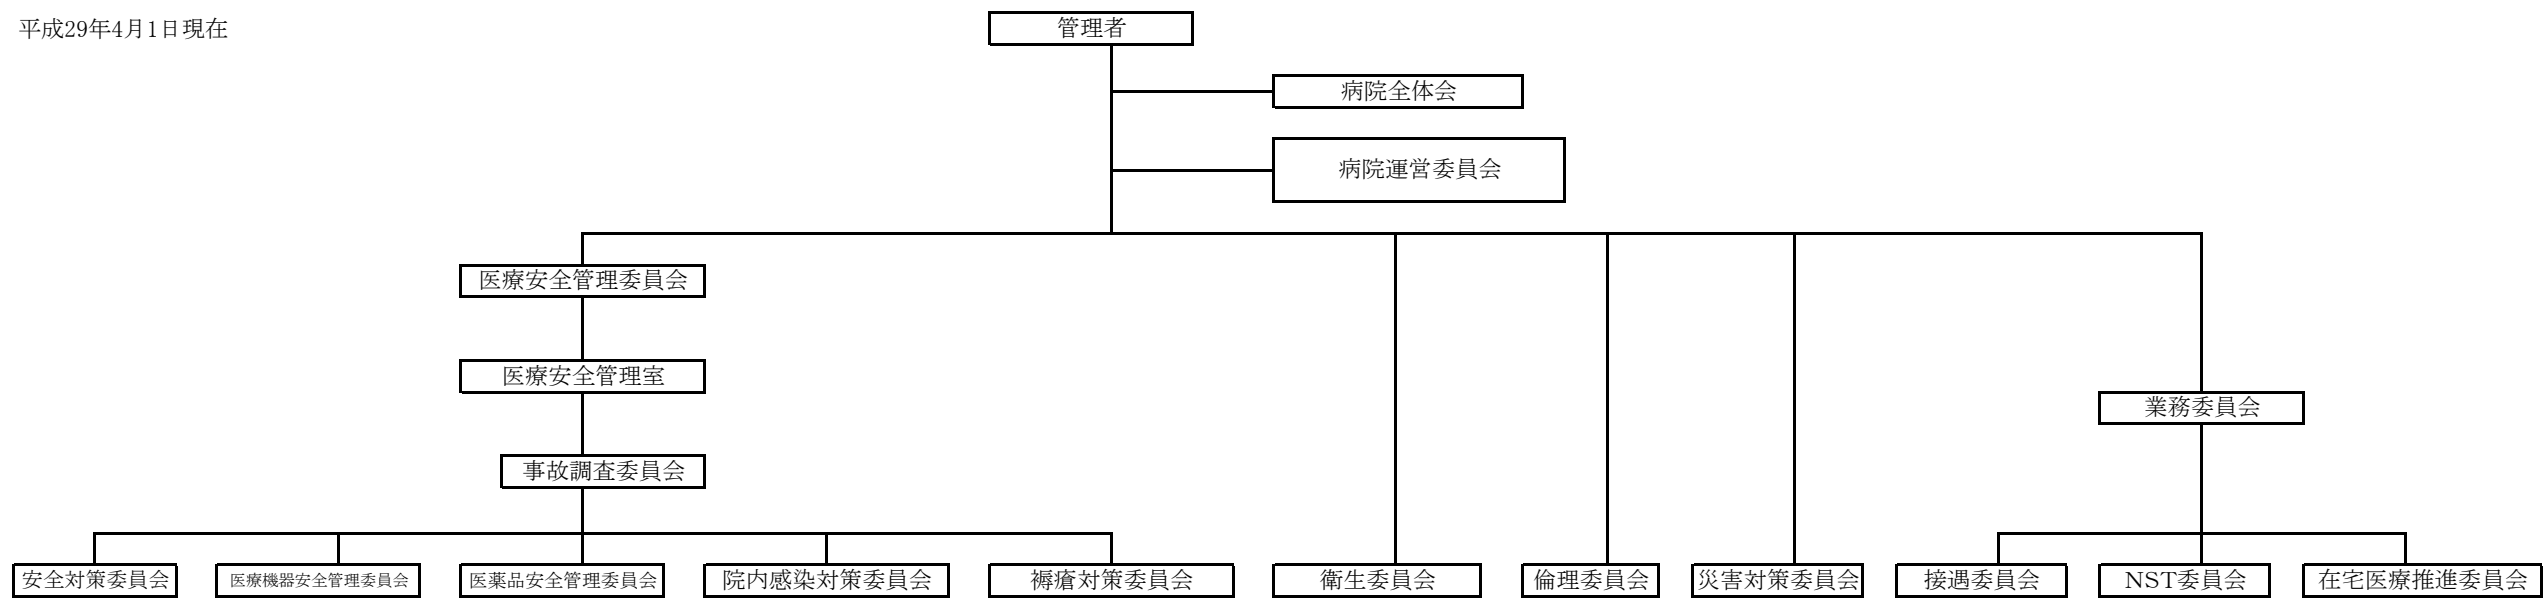 平成29年4月1日現在
管理者
病院全体会
病院運営委員会
医療安全管理委員会
医療安全管理室
業務委員会
事故調査委員会
安全対策委員会
医療機器安全管理委員会
医薬品安全管理委員会
院内感染対策委員会
褥瘡対策委員会
衛生委員会
倫理委員会
災害対策委員会
接遇委員会
NST委員会
在宅医療推進委員会